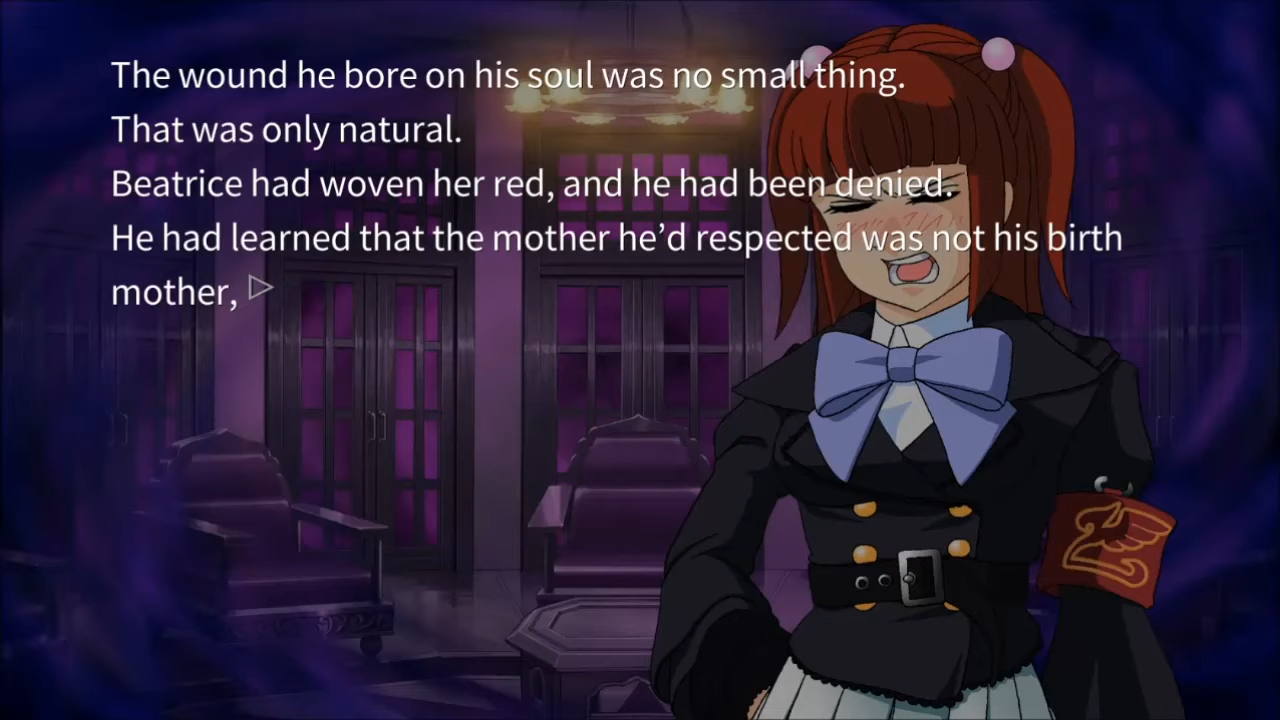 The wound he bore on his soul was no small thing.
That was only natural.
Beatrice had woven her red, and he had been denied.
He had learned that the mother he’d respected was not his birth
mother,